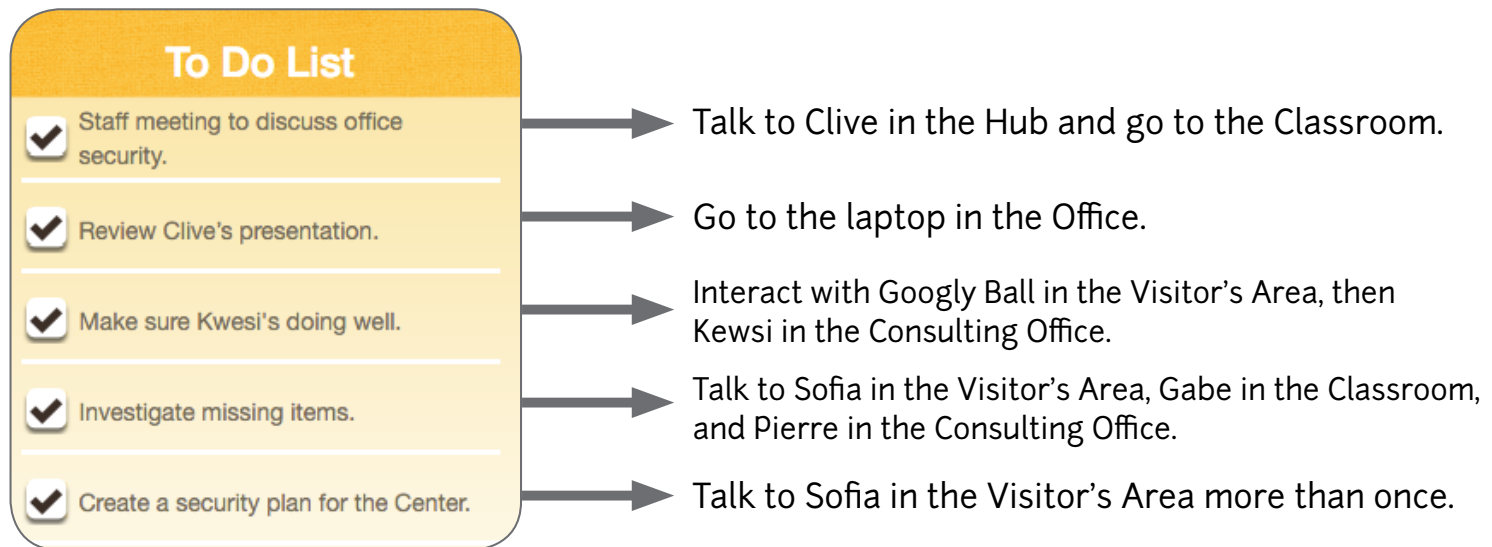 To Do List
Staff meeting to discuss office
security.
Talk to Clive in the Hub and go to the Classroom.
Review Clive's presentation.
Go to the laptop in the Office.
Make sure Kwesi's doing well.
Interact with Googly Ball in the Visitor’s Area, then
Kewsi in the Consulting Office.
Investigate missing items.
Talk to Sofia in the Visitor’s Area, Gabe in the Classroom,
and Pierre in the Consulting Office.
Create a security plan for the Center.
Talk to Sofia in the Visitor’s Area more than once.